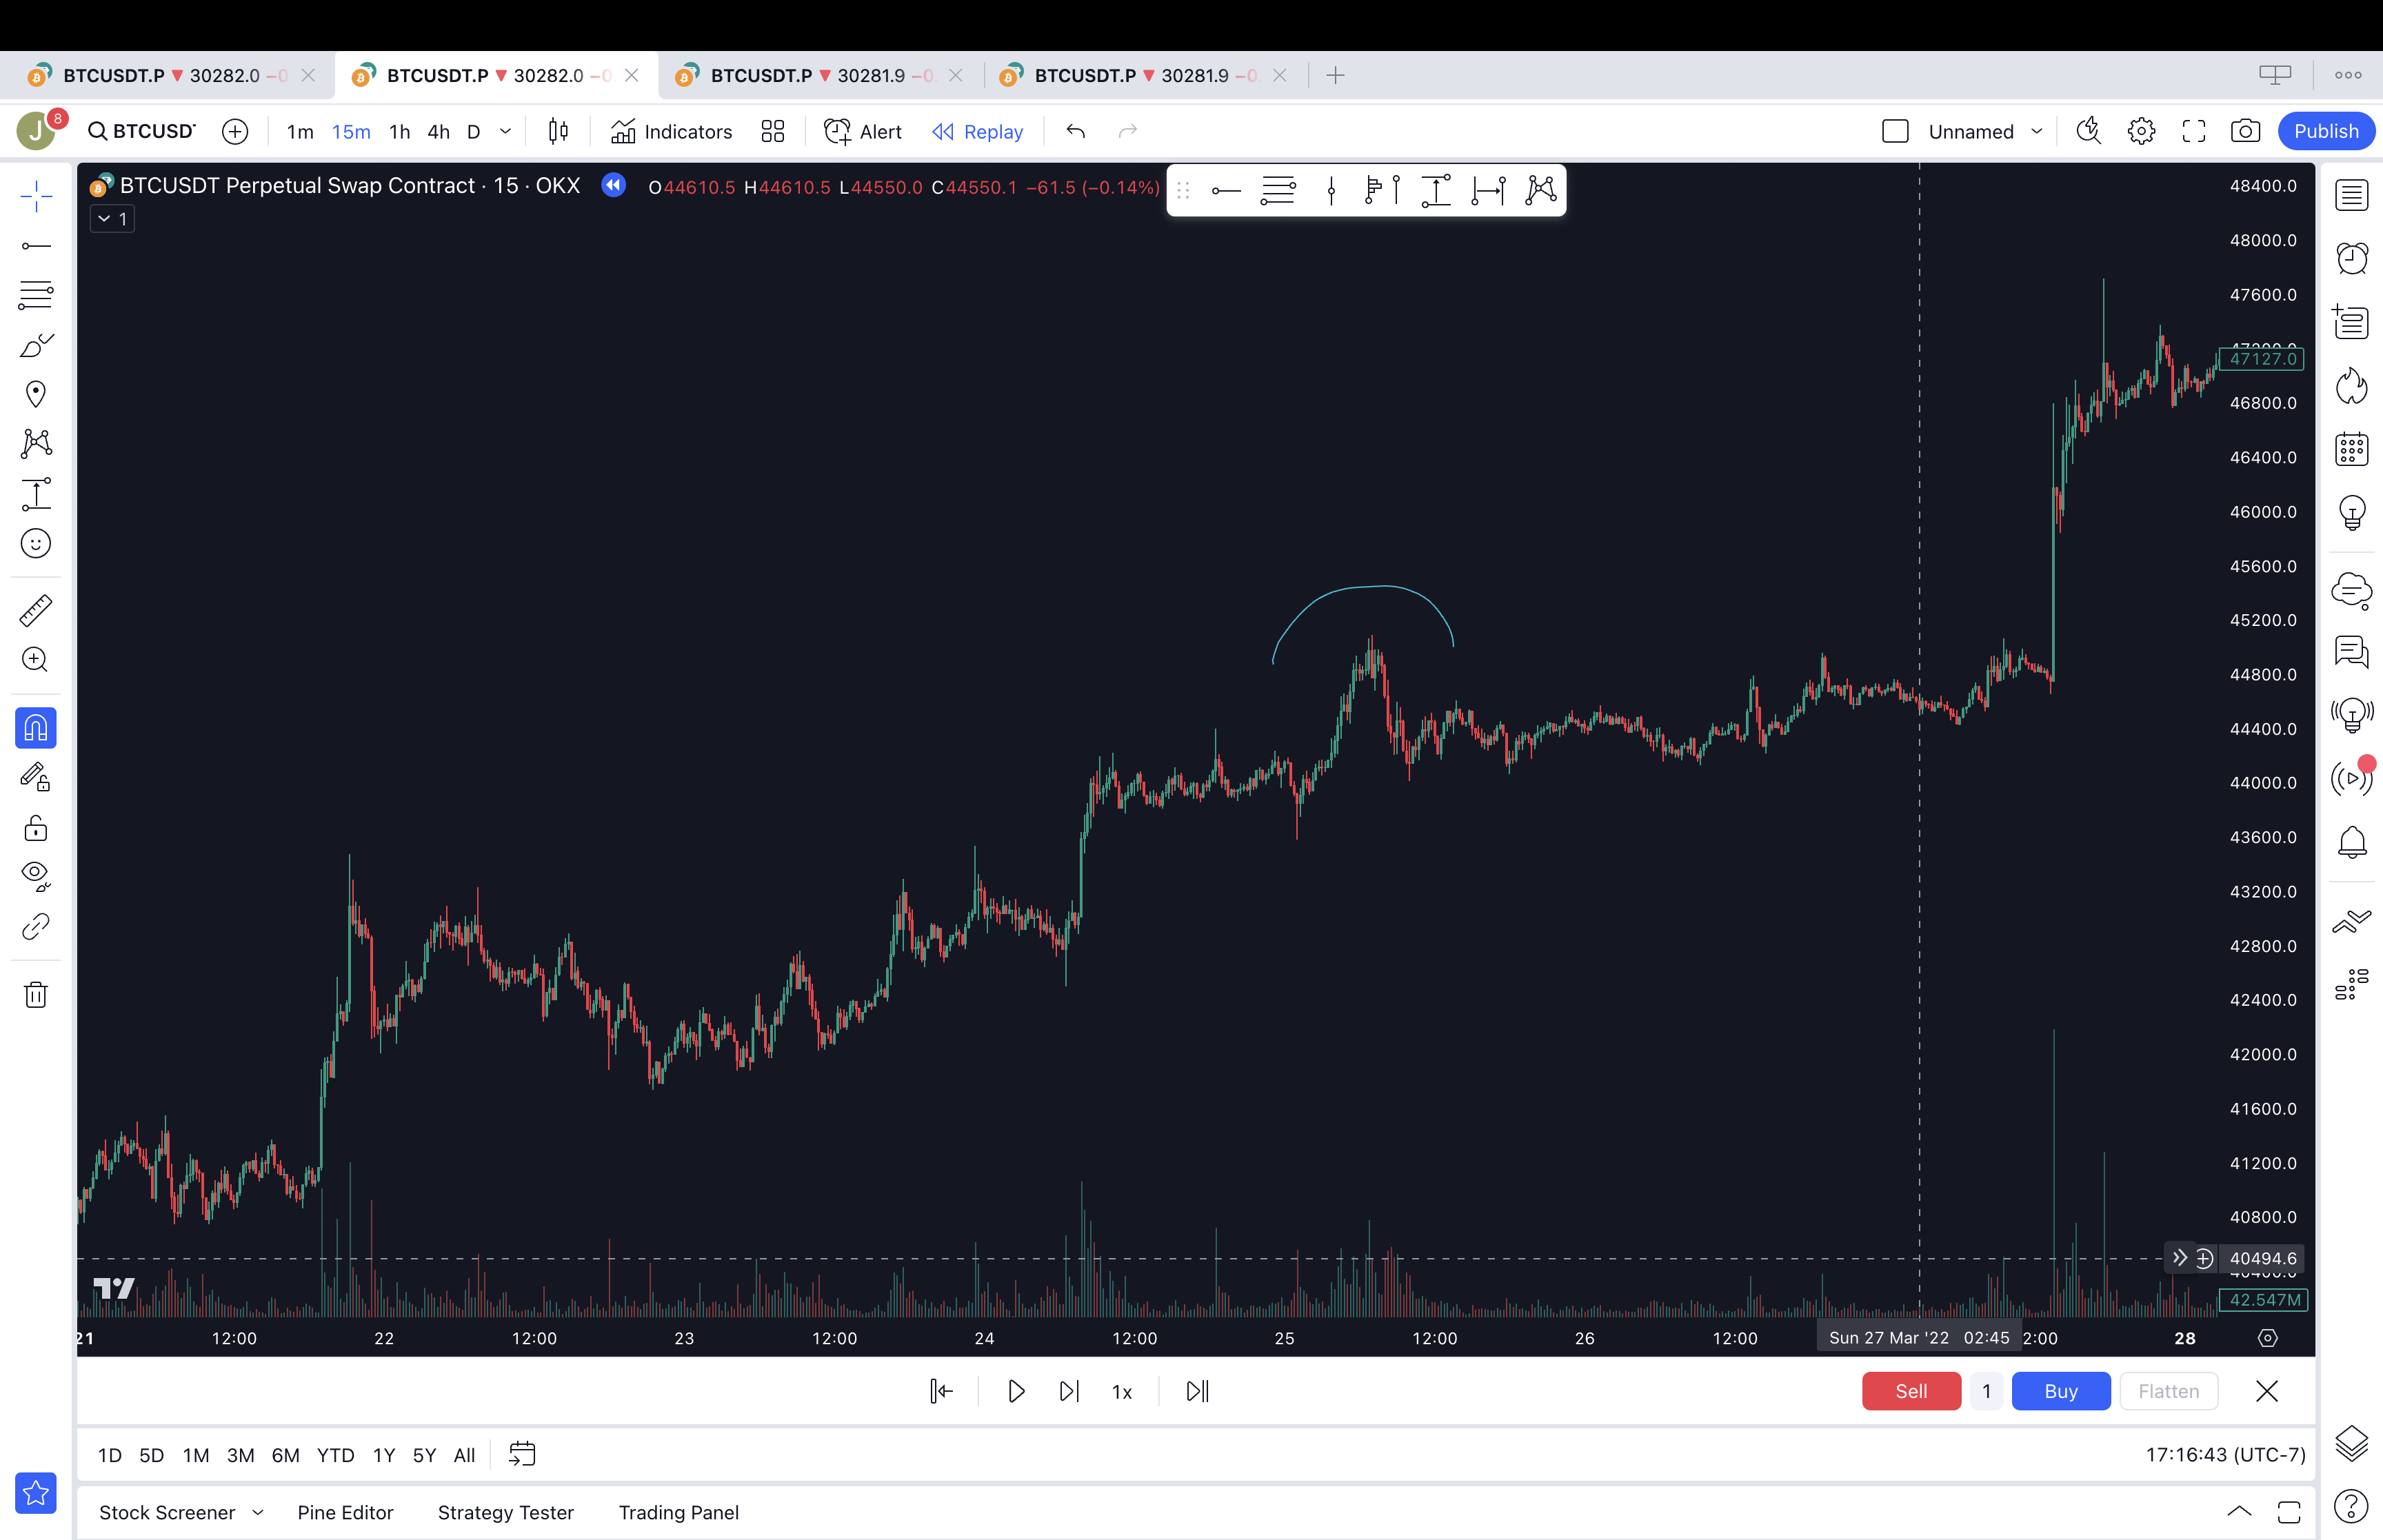 BTCUSDT.P ▼ 30282.0 −0 BTCUSDT.P ▼ 30282.0 −0 BTCUSDT.P ▼ 30281.9 −0. BTCUSDT.P ▼ 30281.9 −0.
J 8 BTCUSD 1m 15m 1h 4h D Indicators Alert Replay Unnamed Publish
BTCUSDT Perpetual Swap Contract · 15 · OKX O44610.5 H44610.5 L44550.0 C44550.1 −61.5 (−0.14%)
1
48400.0
48000.0
47600.0
47127.0
46800.0
46400.0
46000.0
45600.0
45200.0
44800.0
44400.0
44000.0
43600.0
43200.0
42800.0
42400.0
42000.0
41600.0
41200.0
40800.0
40494.6
42.547M
21 12:00 22 12:00 23 12:00 24 12:00 25 12:00 26 12:00 Sun 27 Mar '22 02:45 2:00 28
1x Sell 1 Buy Flatten
1D 5D 1M 3M 6M YTD 1Y 5Y All 17:16:43 (UTC-7)
Stock Screener Pine Editor Strategy Tester Trading Panel